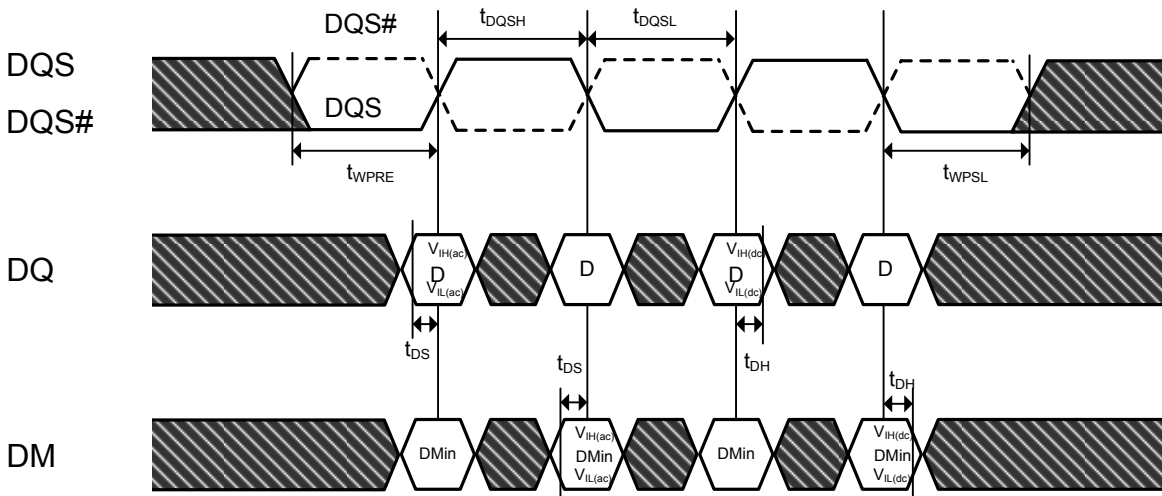 DQS#
tDQSH
tDQSL
DQS
DQS
DQS#
tWPRE
tWPSL
DQ
VIH(ac)
D
VIL(ac)
D
VIH(dc)
D
VIL(dc)
D
tDS
tDS
tDH
tDH
DM
DMin
VIH(ac)
DMin
VIL(ac)
DMin
VIH(dc)
DMin
VIL(dc)